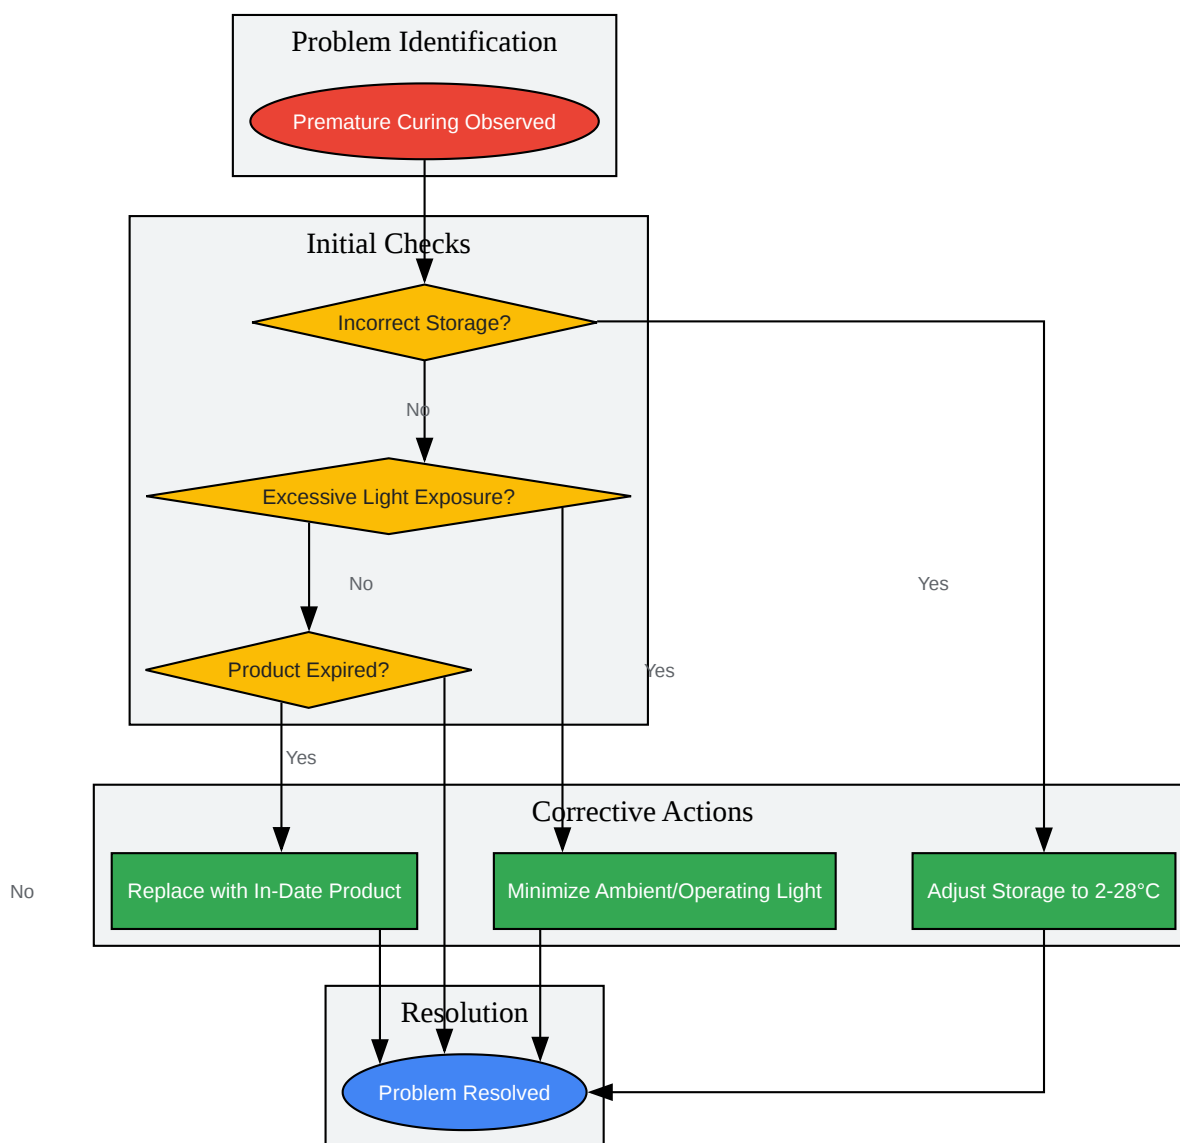 Problem Identification
Premature Curing Observed
Initial Checks
Incorrect Storage?
No
Excessive Light Exposure?
No
Yes
Product Expired?
Yes
Yes
Corrective Actions
Replace with In-Date Product
Minimize Ambient/Operating Light
Adjust Storage to 2-28°C
No
Resolution
Problem Resolved